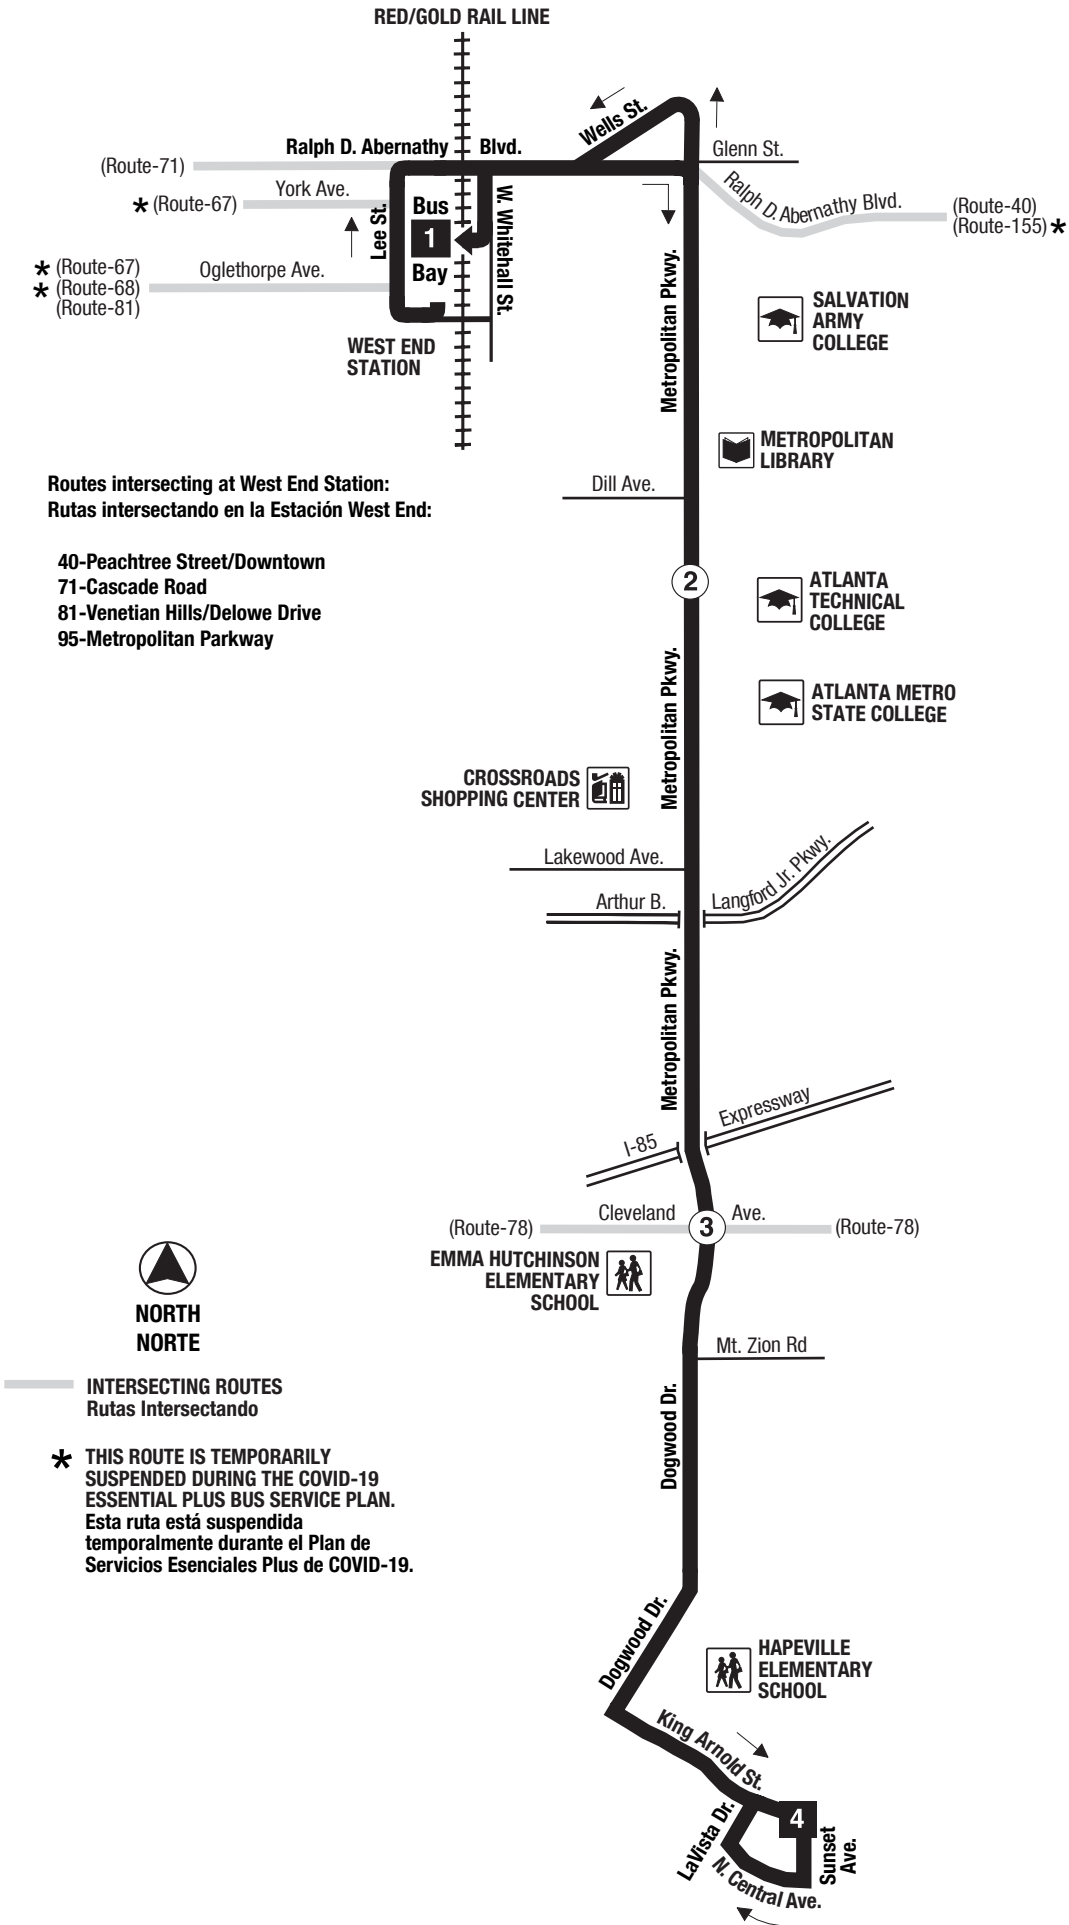 RED/GOLD RAIL LINE
Wells St.
Ralph D. Abernathy Blvd.
Glenn St.
(Route-71)
York Ave.
* (Route-67)
Ralph D. Abernathy Blvd.
(Route-40)
(Route-155) *
Lee St.
Bus
1
Bay
W. Whitehall St.
* (Route-67)
* (Route-68)
(Route-81)
Oglethorpe Ave.
Metropolitan Pkwy.
SALVATION
ARMY
COLLEGE
WEST END
STATION
METROPOLITAN
LIBRARY
Routes intersecting at West End Station:
Rutas intersectando en la Estación West End:
Dill Ave.
40-Peachtree Street/Downtown
71-Cascade Road
81-Venetian Hills/Delowe Drive
95-Metropolitan Parkway
2
ATLANTA
TECHNICAL
COLLEGE
Metropolitan Pkwy.
ATLANTA METRO
STATE COLLEGE
CROSSROADS
SHOPPING CENTER
Lakewood Ave.
Arthur B. Langford Jr. Pkwy.
Metropolitan Pkwy.
I-85 Expressway
(Route-78)
Cleveland Ave.
3
(Route-78)
EMMA HUTCHINSON
ELEMENTARY
SCHOOL
NORTH
NORTE
Mt. Zion Rd
Dogwood Dr.
INTERSECTING ROUTES
Rutas Intersectando
* THIS ROUTE IS TEMPORARILY
SUSPENDED DURING THE COVID-19
ESSENTIAL PLUS BUS SERVICE PLAN.
Esta ruta está suspendida
temporalmente durante el Plan de
Servicios Esenciales Plus de COVID-19.
Dogwood Dr.
HAPEVILLE
ELEMENTARY
SCHOOL
King Arnold St.
4
LaVista Dr.
Sunset
Ave.
N. Central Ave.